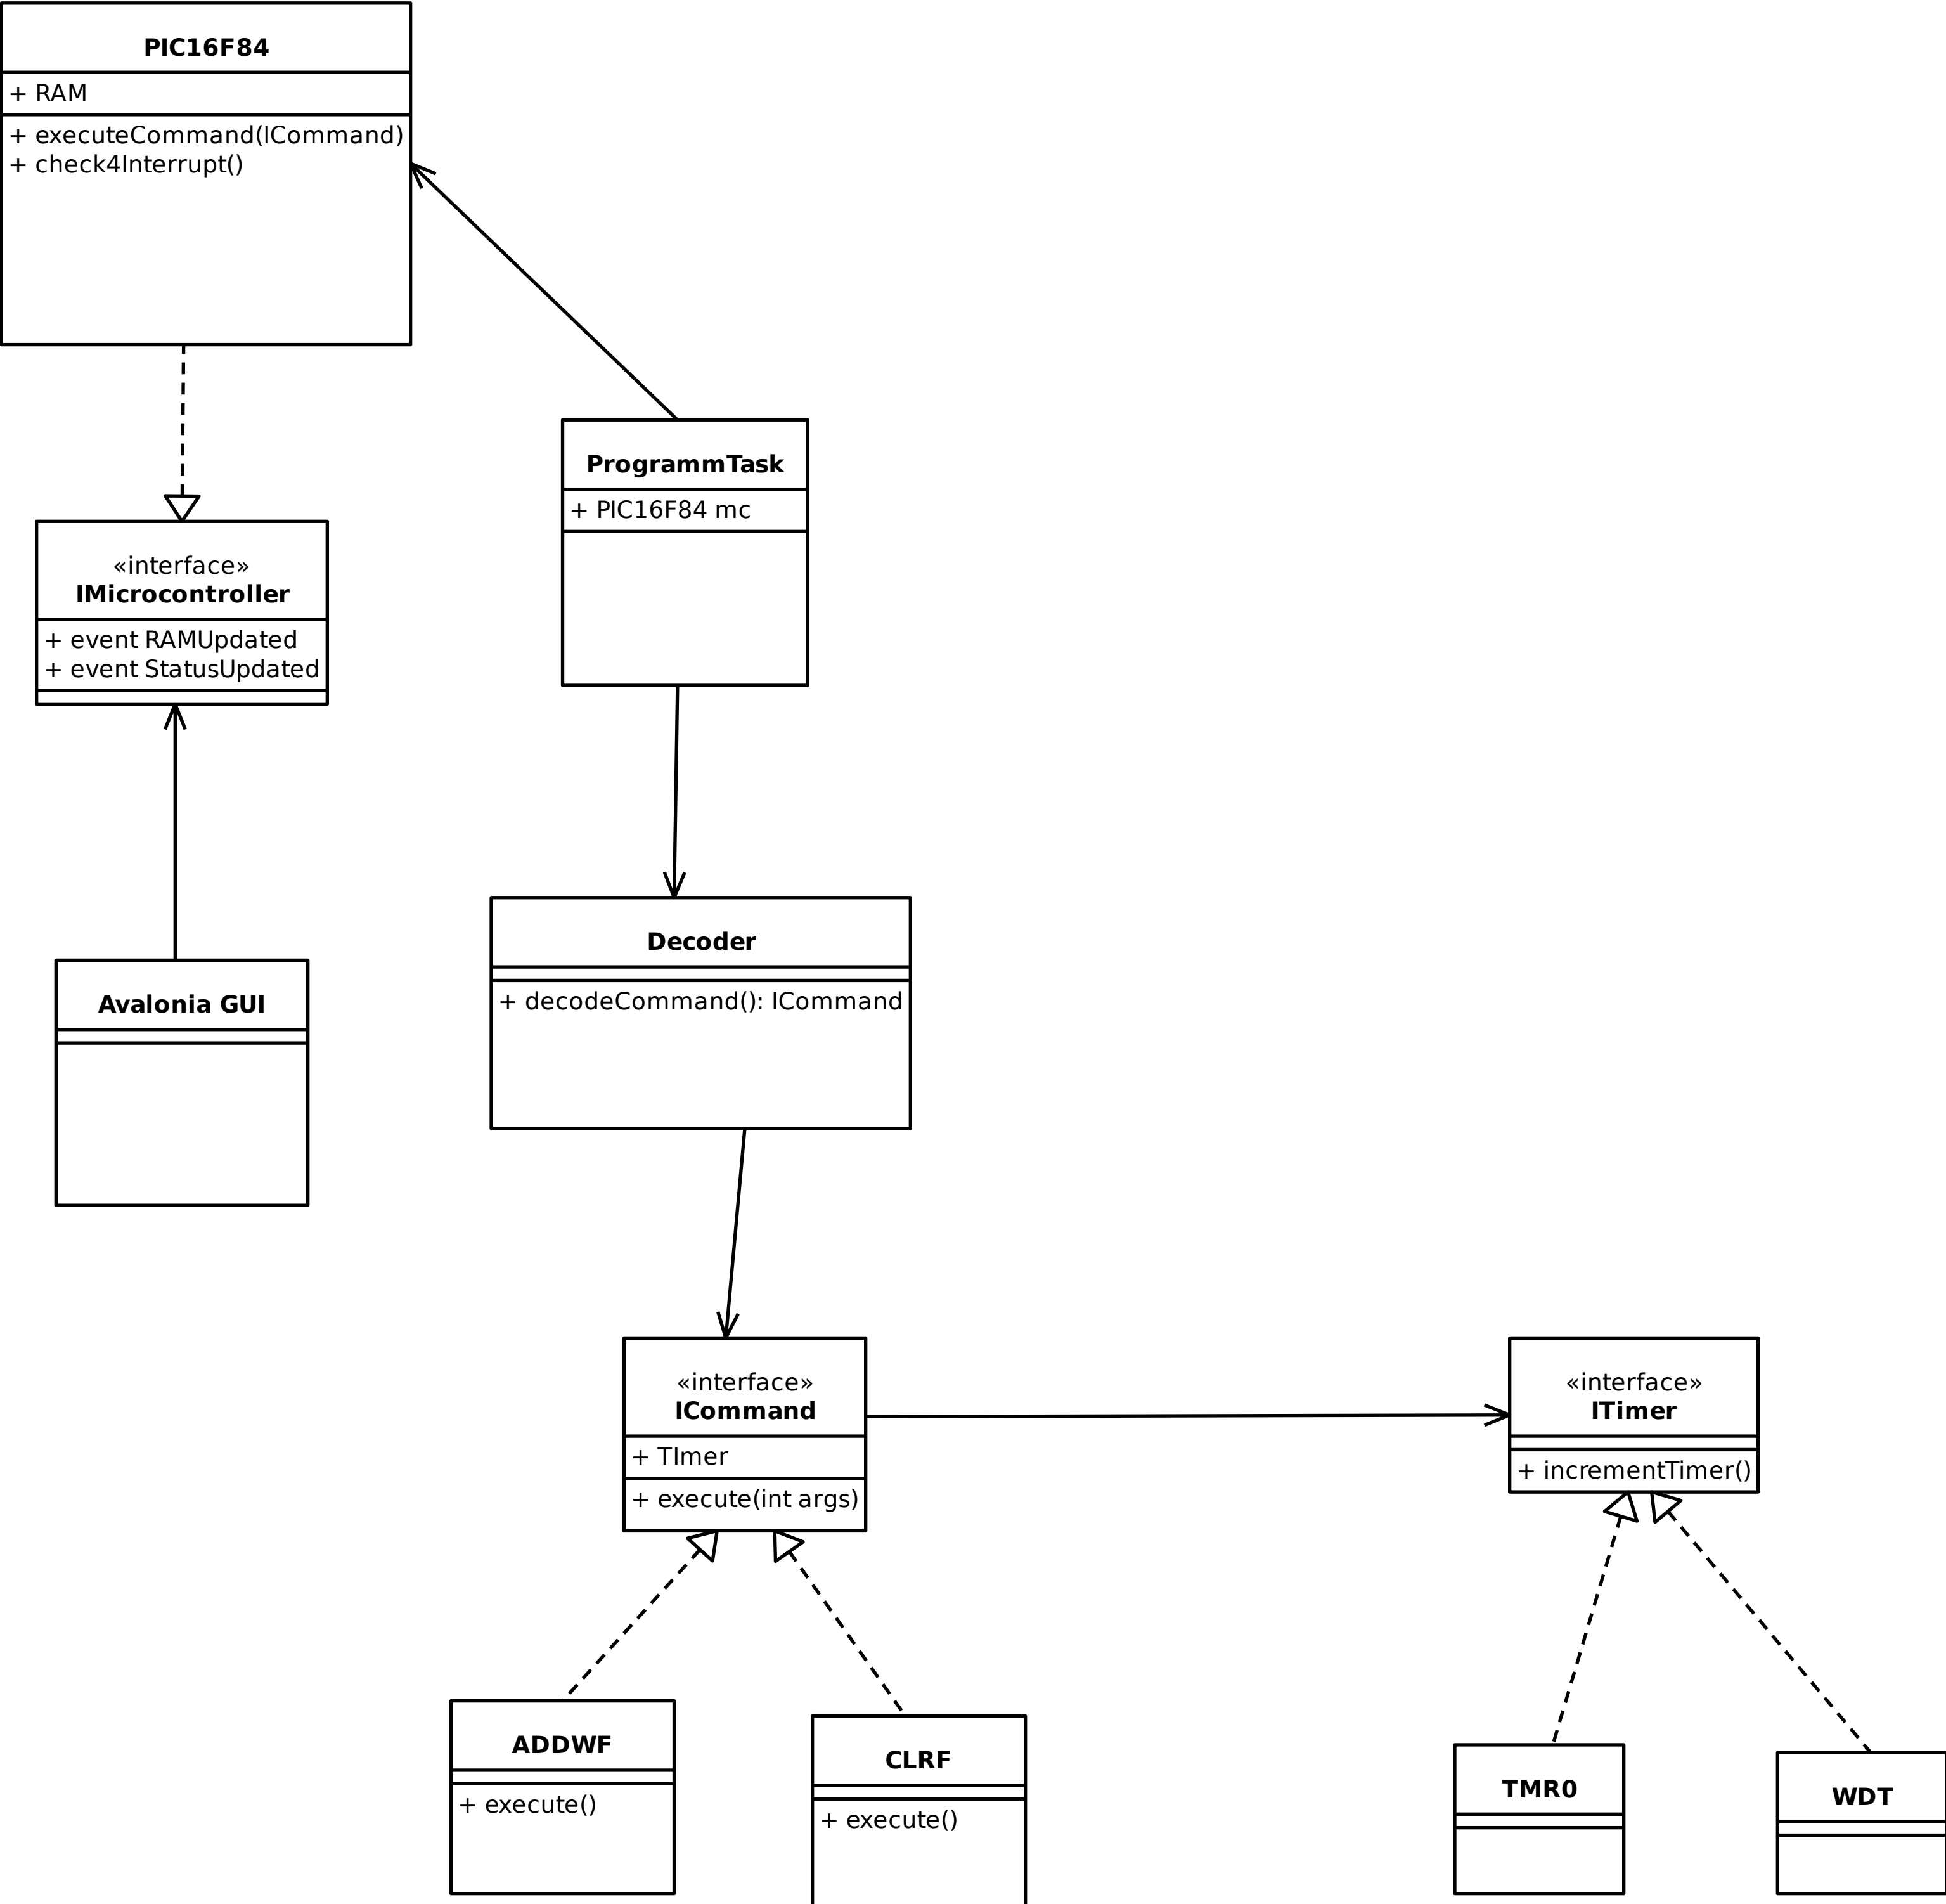 PIC16F84
+ RAM
+ executeCommand(ICommand)
+ check4Interrupt()
ProgrammTask
+ PIC16F84 mc
«interface»
IMicrocontroller
+ event RAMUpdated
+ event StatusUpdated
Avalonia GUI
Decoder
+ decodeCommand(): ICommand
«interface»
ICommand
+ TImer
+ execute(int args)
«interface»
ITimer
+ incrementTimer()
ADDWF
+ execute()
CLRF
+ execute()
TMR0
WDT